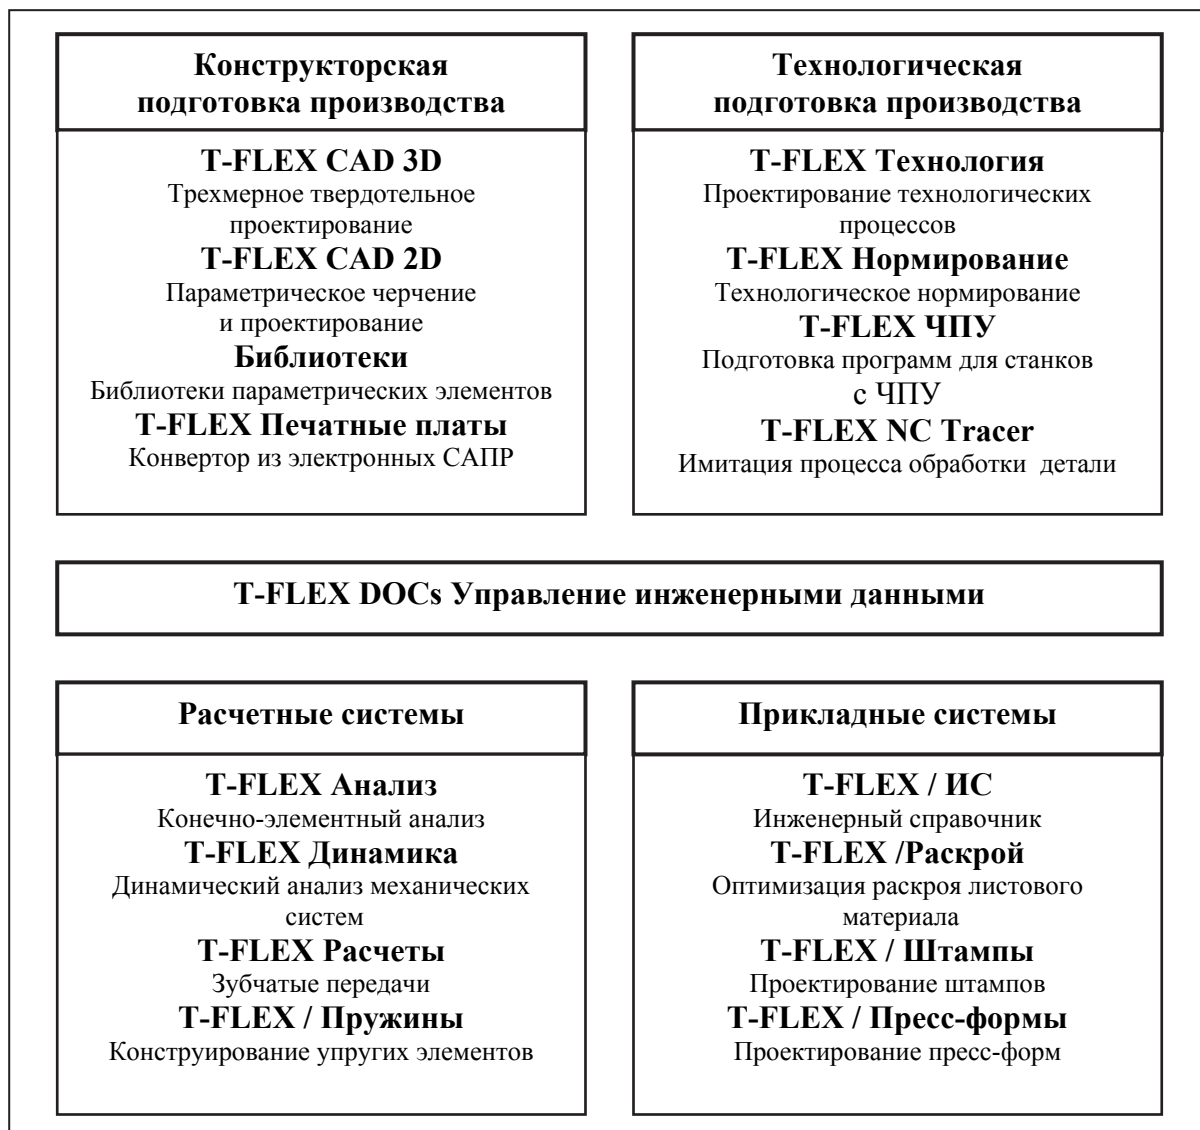 Конструкторская
подготовка производства
T-FLEX CAD 3D
Трехмерное твердотельное
проектирование
T-FLEX CAD 2D
Параметрическое черчение
и проектирование
Библиотеки
Библиотеки параметрических элементов
T-FLEX Печатные платы
Конвертор из электронных САПР
Технологическая
подготовка производства
T-FLEX Технология
Проектирование технологических
процессов
T-FLEX Нормирование
Технологическое нормирование
T-FLEX ЧПУ
Подготовка программ для станков
с ЧПУ
T-FLEX NC Tracer
Имитация процесса обработки детали
T-FLEX DOCs Управление инженерными данными
Расчетные системы
T-FLEX Анализ
Конечно-элементный анализ
T-FLEX Динамика
Динамический анализ механических
систем
T-FLEX Расчеты
Зубчатые передачи
T-FLEX / Пружины
Конструирование упругих элементов
Прикладные системы
T-FLEX / ИС
Инженерный справочник
T-FLEX /Раскрой
Оптимизация раскроя листового
материала
T-FLEX / Штампы
Проектирование штампов
T-FLEX / Пресс-формы
Проектирование пресс-форм